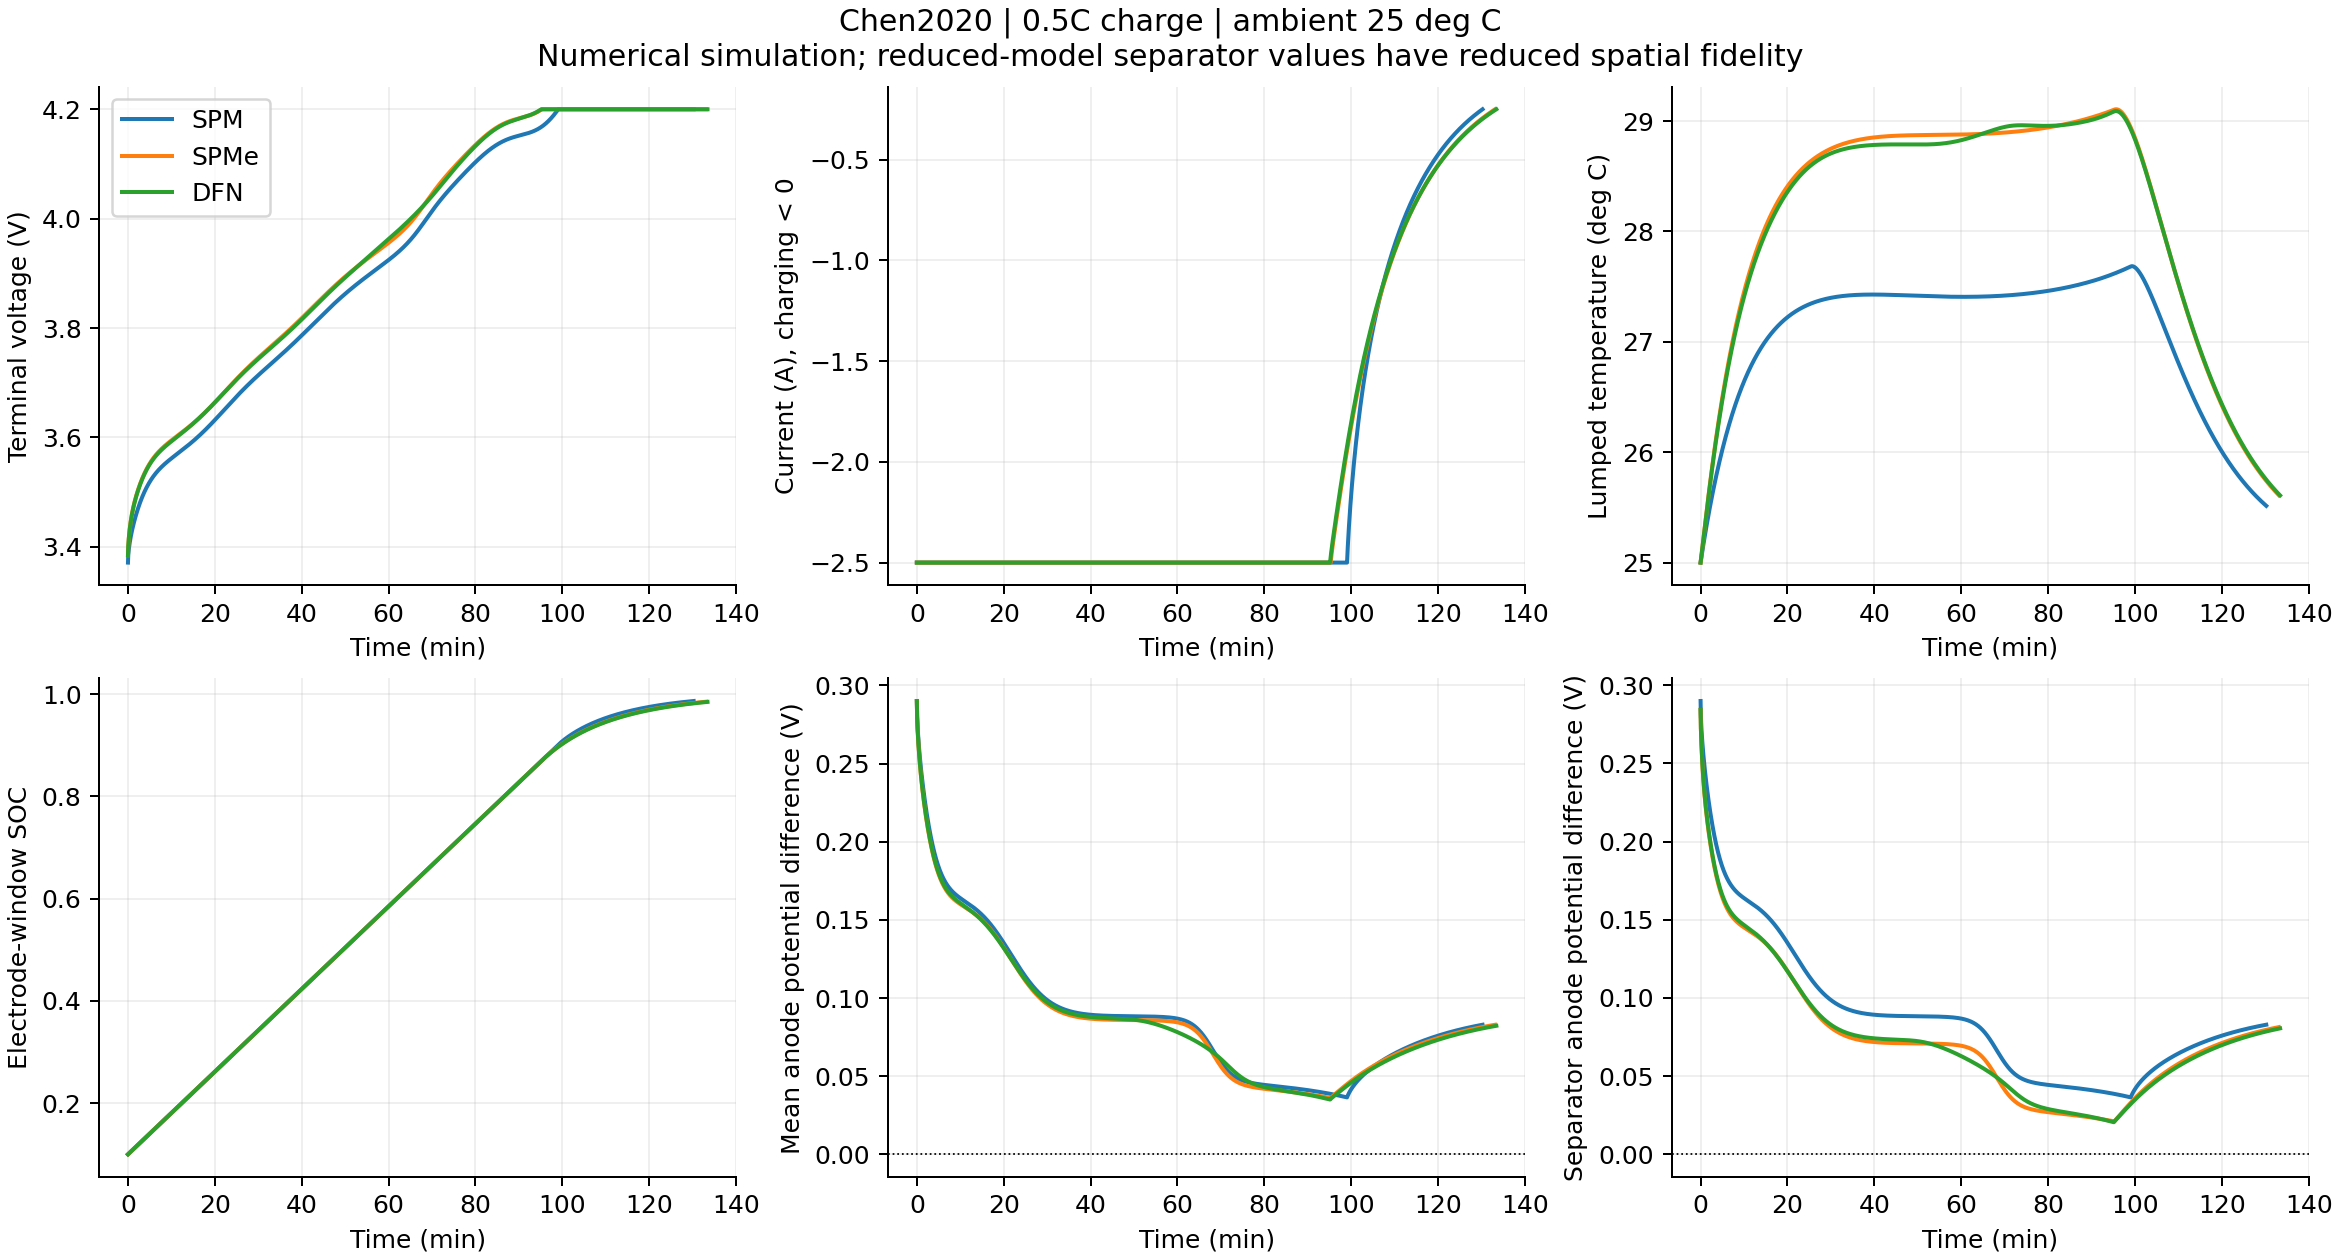 Chen2020 | 0.5C charge | ambient 25 deg C
Numerical simulation; reduced-model separator values have reduced spatial fidelity
Terminal voltage (V)
4.2
4.0
3.8
3.6
3.4
SPM
SPMe
DFN
0 20 40 60 80 100 120 140
Time (min)
Current (A), charging < 0
−0.5
−1.0
−1.5
−2.0
−2.5
0 20 40 60 80 100 120 140
Time (min)
Lumped temperature (deg C)
29
28
27
26
25
0 20 40 60 80 100 120 140
Time (min)
Electrode-window SOC
1.0
0.8
0.6
0.4
0.2
0 20 40 60 80 100 120 140
Time (min)
Mean anode potential difference (V)
0.30
0.25
0.20
0.15
0.10
0.05
0.00
0 20 40 60 80 100 120 140
Time (min)
Separator anode potential difference (V)
0.30
0.25
0.20
0.15
0.10
0.05
0.00
0 20 40 60 80 100 120 140
Time (min)